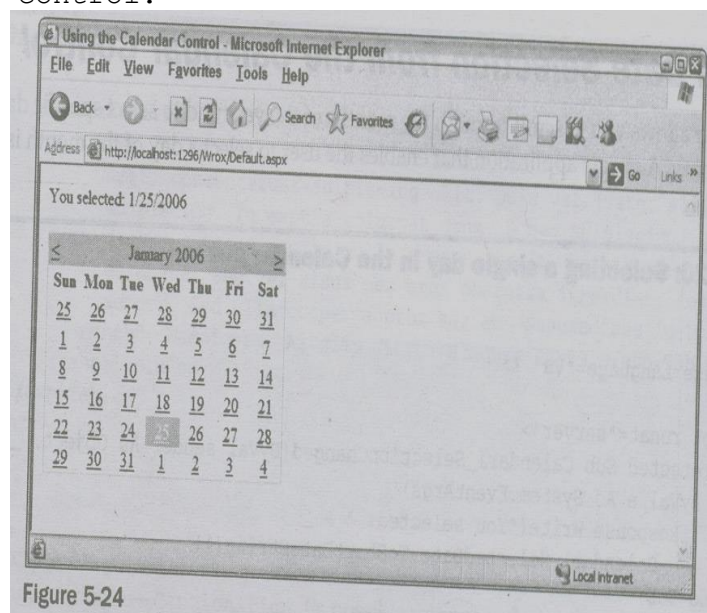 Control.
Using the Calendar Control - Microsoft Internet Explorer
File Edit View Favorites Tools Help
Back Search Favorites
Address http://localhost:1296/Wrox/Default.aspx Go Links »
You selected: 1/25/2006
< January 2006 >
Sun Mon Tue Wed Thu Fri Sat
25 26 27 28 29 30 31
1 2 3 4 5 6 7
8 9 10 11 12 13 14
15 16 17 18 19 20 21
22 23 24 25 26 27 28
29 30 31 1 2 3 4
Local intranet
Figure 5-24